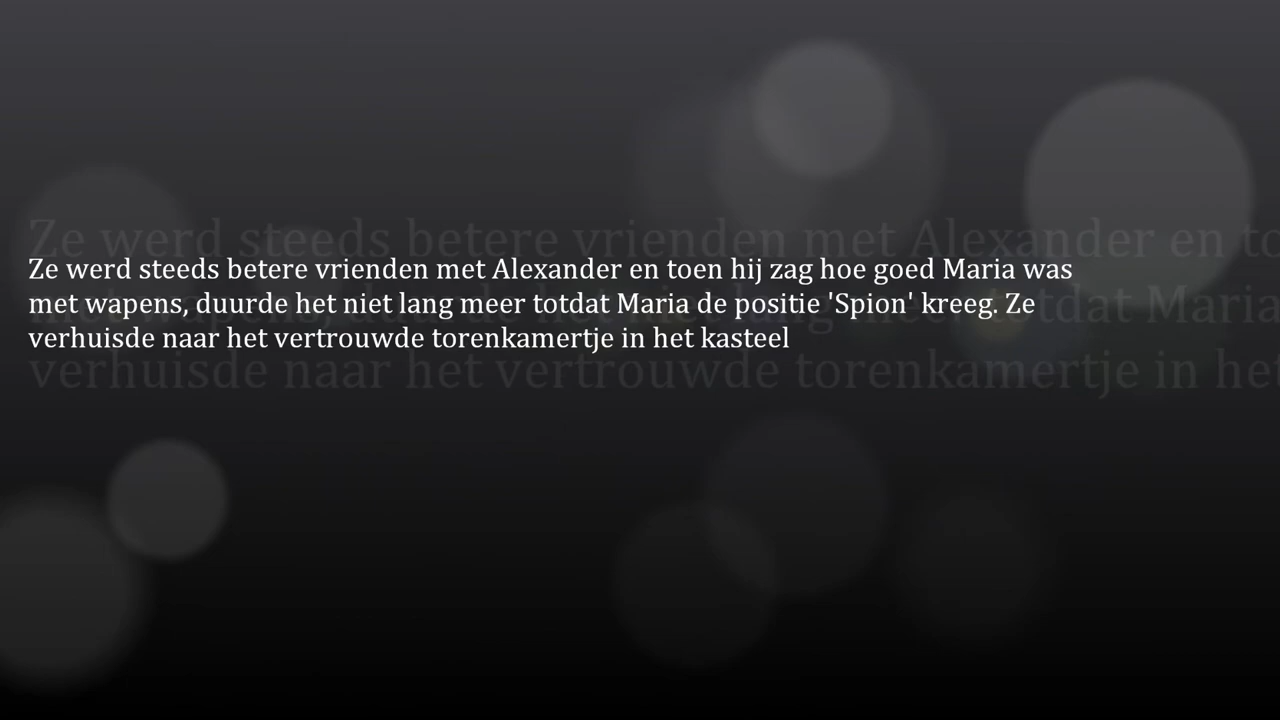 Ze werd steeds betere vrienden met Alexander en toen hij zag hoe goed Maria was
met wapens, duurde het niet lang meer totdat Maria de positie 'Spion' kreeg. Ze
verhuisde naar het vertrouwde torenkamertje in het kasteel